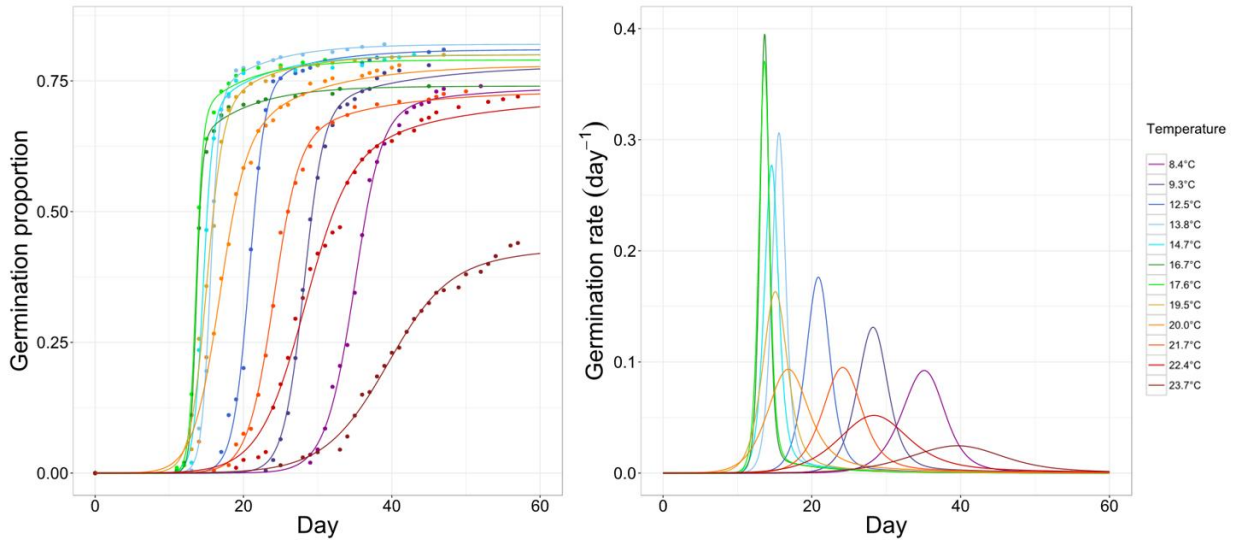 Germination proportion
0.75
0.50
0.25
0.00
0
20
40
60
Day
Germination rate (day⁻¹)
0.4
0.3
0.2
0.1
0.0
0
20
40
60
Day
Temperature
8.4°C
9.3°C
12.5°C
13.8°C
14.7°C
16.7°C
17.6°C
19.5°C
20.0°C
21.7°C
22.4°C
23.7°C